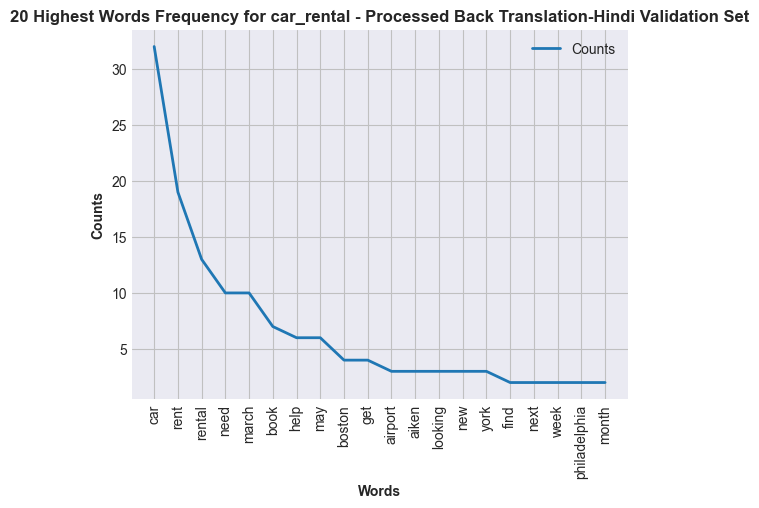 20 Highest Words Frequency for car_rental - Processed Back Translation-Hindi Validation Set
Counts
30
25
20
15
10
5
Counts
car
rent
rental
need
march
book
help
may
boston
get
airport
aiken
looking
new
york
find
next
week
philadelphia
month
Words